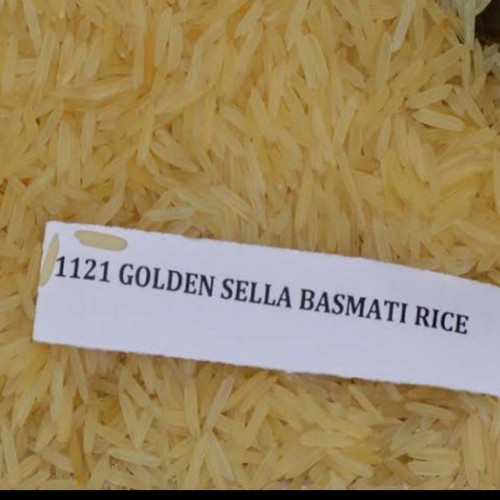 1121 GOLDEN SELLA BASMATI RICE